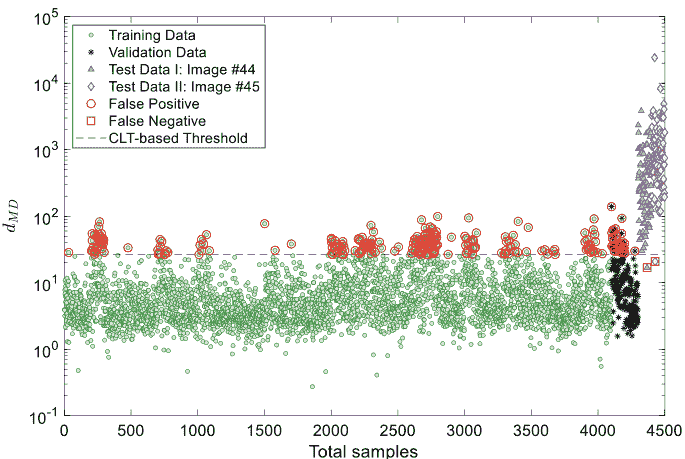 10^5
10^4
10^3
10^2
10^1
10^0
10^-1
d_MD
Training Data
Validation Data
Test Data I: Image #44
Test Data II: Image #45
False Positive
False Negative
CLT-based Threshold
0 500 1000 1500 2000 2500 3000 3500 4000 4500
Total samples